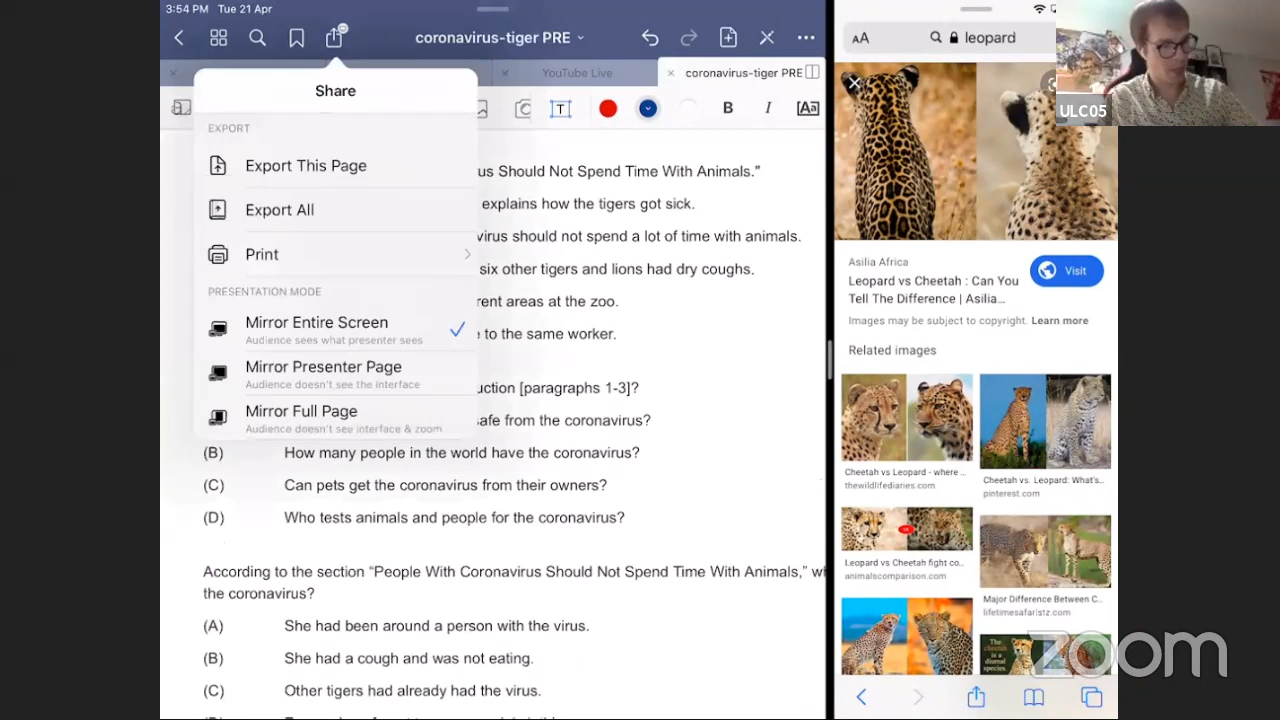 3:54 PM Tue 21 Apr
coronavirus-tiger PRE
YouTube Live
coronavirus-tiger PRE
T
B
I
Aa
Share
EXPORT
Export This Page
Export All
Print
PRESENTATION MODE
Mirror Entire Screen
Audience sees what presenter sees
Mirror Presenter Page
Audience doesn't see the interface
Mirror Full Page
Audience doesn't see interface & zoom
us Should Not Spend Time With Animals."
explains how the tigers got sick.
virus should not spend a lot of time with animals.
six other tigers and lions had dry coughs.
rent areas at the zoo.
e to the same worker.
uction [paragraphs 1-3]?
safe from the coronavirus?
(B) How many people in the world have the coronavirus?
(C) Can pets get the coronavirus from their owners?
(D) Who tests animals and people for the coronavirus?
According to the section "People With Coronavirus Should Not Spend Time With Animals," wh
the coronavirus?
(A) She had been around a person with the virus.
(B) She had a cough and was not eating.
(C) Other tigers had already had the virus.
AA
leopard
ULC05
Asilia Africa
Leopard vs Cheetah : Can You
Tell The Difference | Asilia...
Visit
Images may be subject to copyright. Learn more
Related images
Cheetah vs Leopard - where ...
thewildlifediaries.com
Cheetah vs. Leopard: What's...
pinterest.com
Leopard vs Cheetah fight co...
animalscomparison.com
Major Difference Between C...
lifetimesafaristz.com
The
cheetah
is a
diurnal
species.
zoom